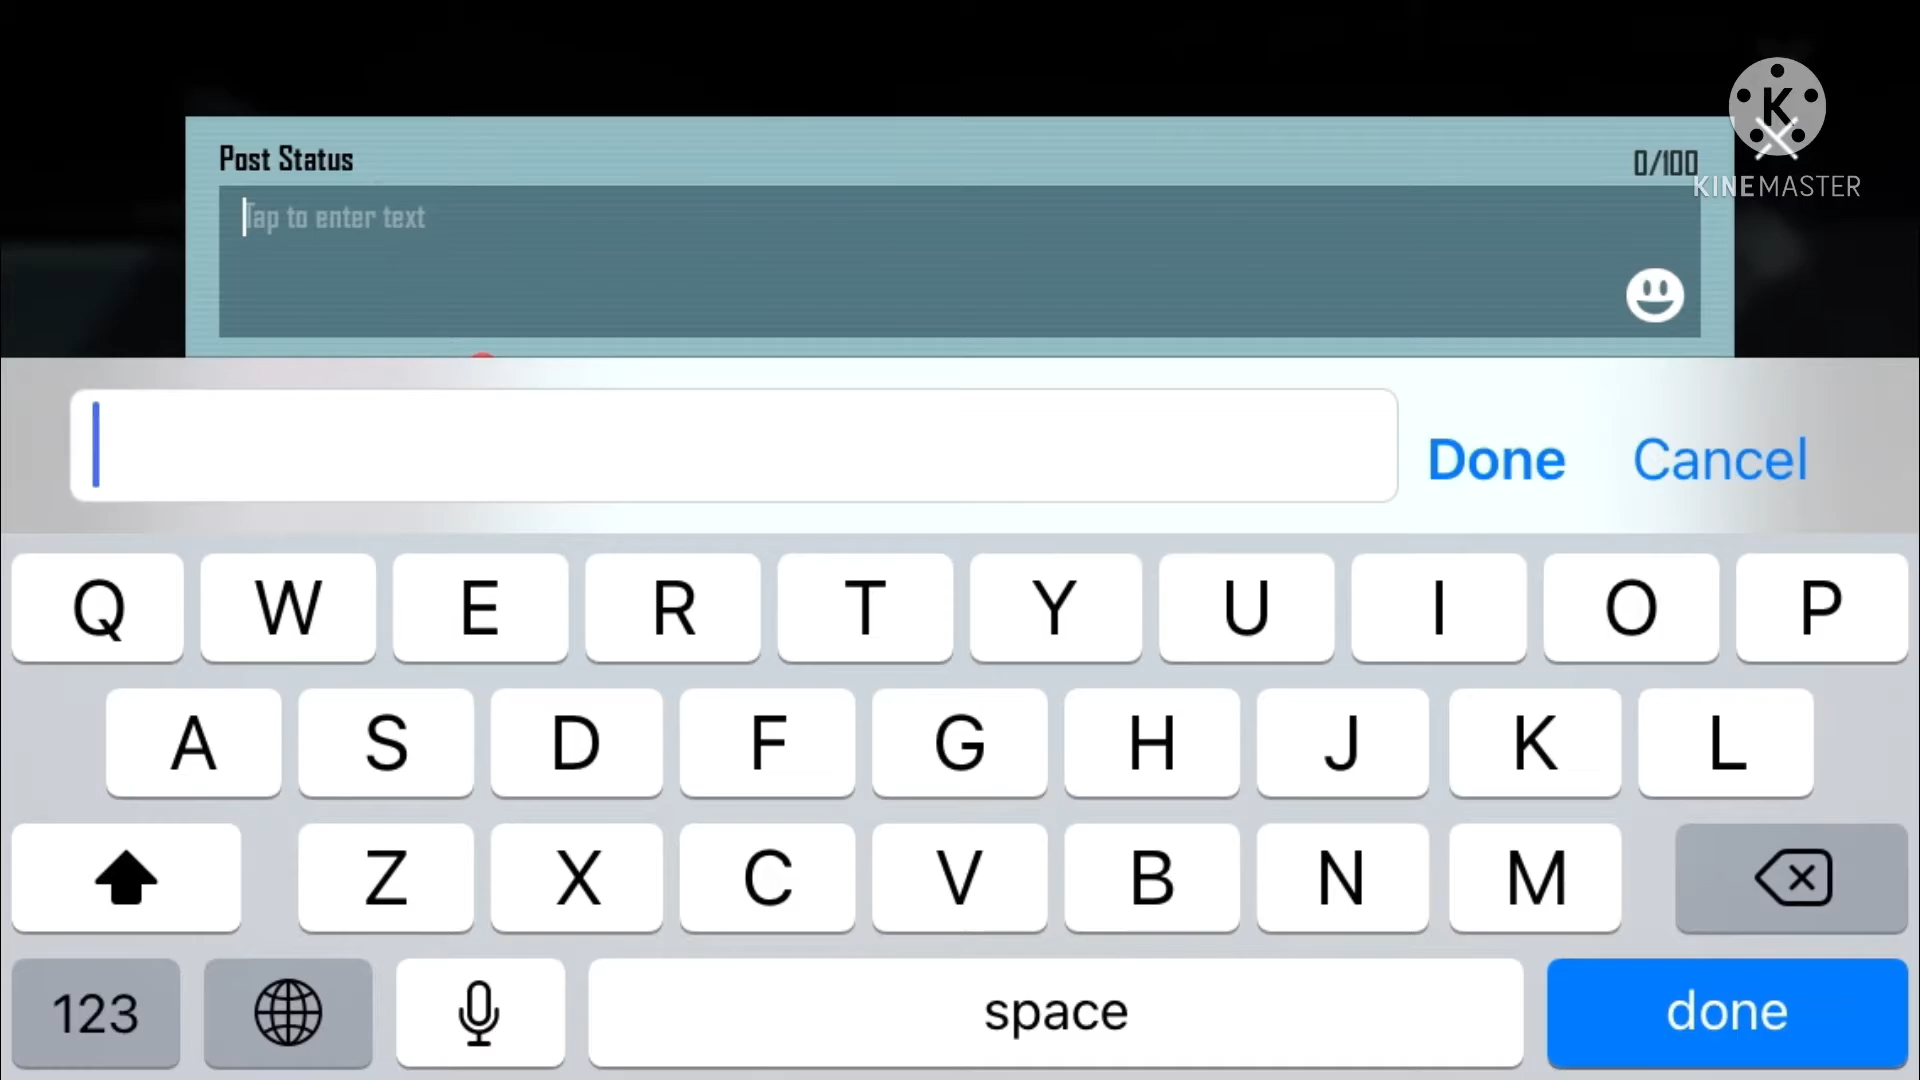 Post Status
0/100
K
KINEMASTER
Tap to enter text
Done
Cancel
Q W E R T Y U I O P
A S D F G H J K L
Z X C V B N M
123
space
done